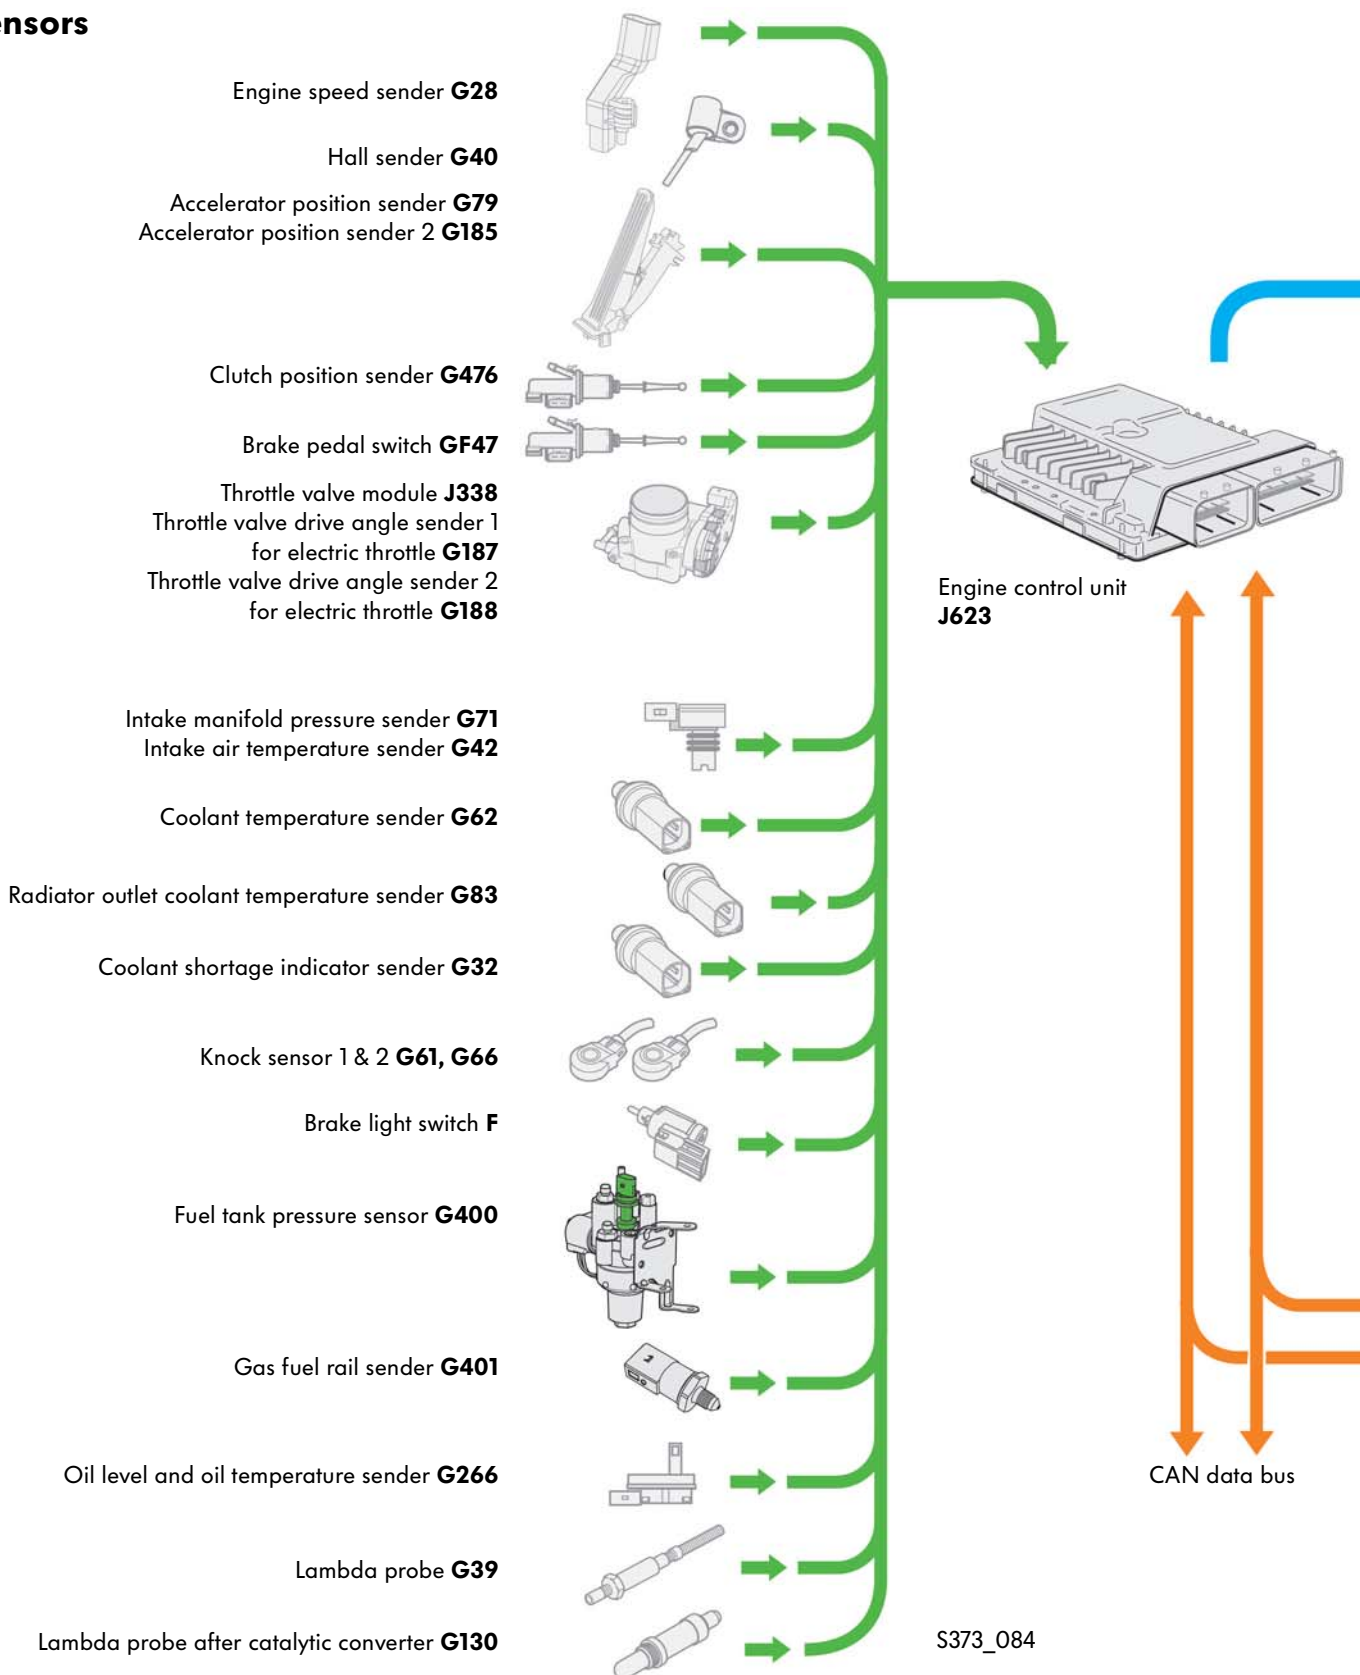 ensors
Engine speed sender G28
Hall sender G40
Accelerator position sender G79
Accelerator position sender 2 G185
Clutch position sender G476
Brake pedal switch GF47
Throttle valve module J338
Throttle valve drive angle sender 1
for electric throttle G187
Throttle valve drive angle sender 2
for electric throttle G188
Engine control unit
J623
Intake manifold pressure sender G71
Intake air temperature sender G42
Coolant temperature sender G62
Radiator outlet coolant temperature sender G83
Coolant shortage indicator sender G32
Knock sensor 1 & 2 G61, G66
Brake light switch F
Fuel tank pressure sensor G400
Gas fuel rail sender G401
Oil level and oil temperature sender G266
CAN data bus
Lambda probe G39
Lambda probe after catalytic converter G130
S373_084